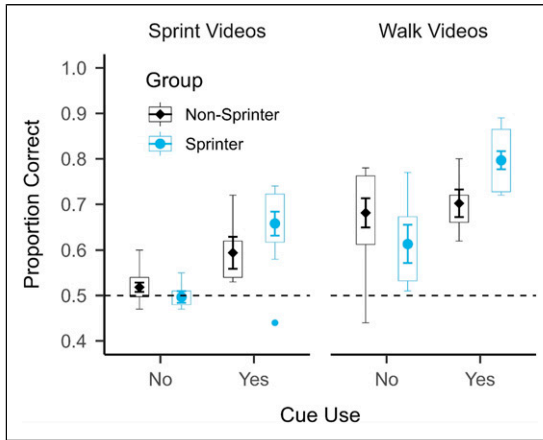 Sprint Videos Walk Videos
Group
Non-Sprinter
Sprinter
Proportion Correct
1.0
0.9
0.8
0.7
0.6
0.5
0.4
No Yes No Yes
Cue Use